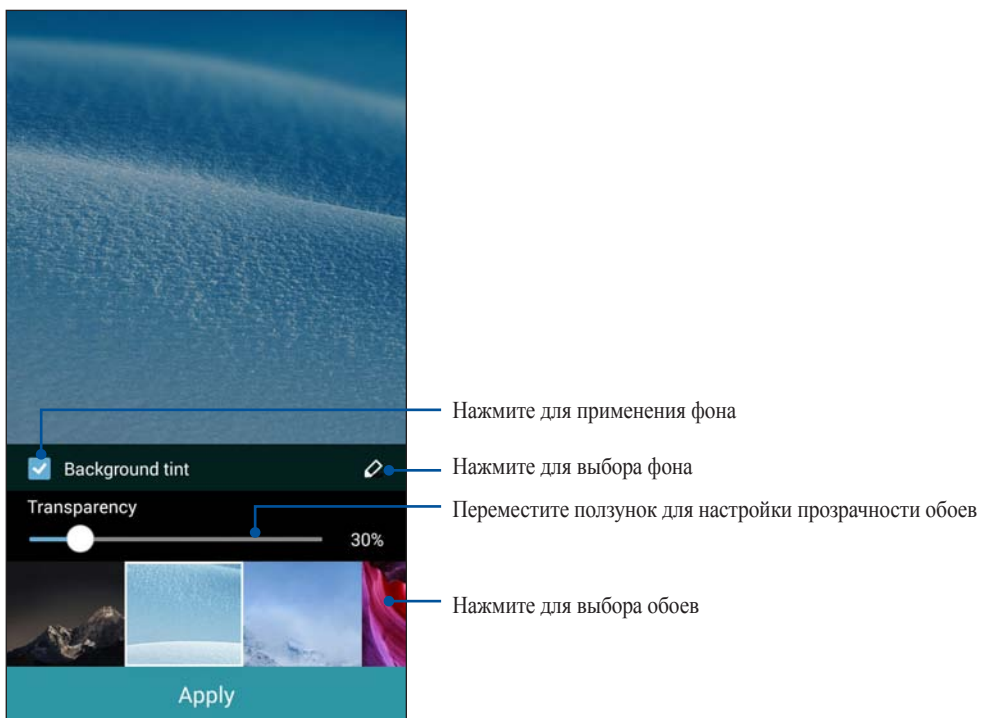 Нажмите для применения фона
Background tint
Нажмите для выбора фона
Transparency
Переместите ползунок для настройки прозрачности обоев
30%
Нажмите для выбора обоев
Apply